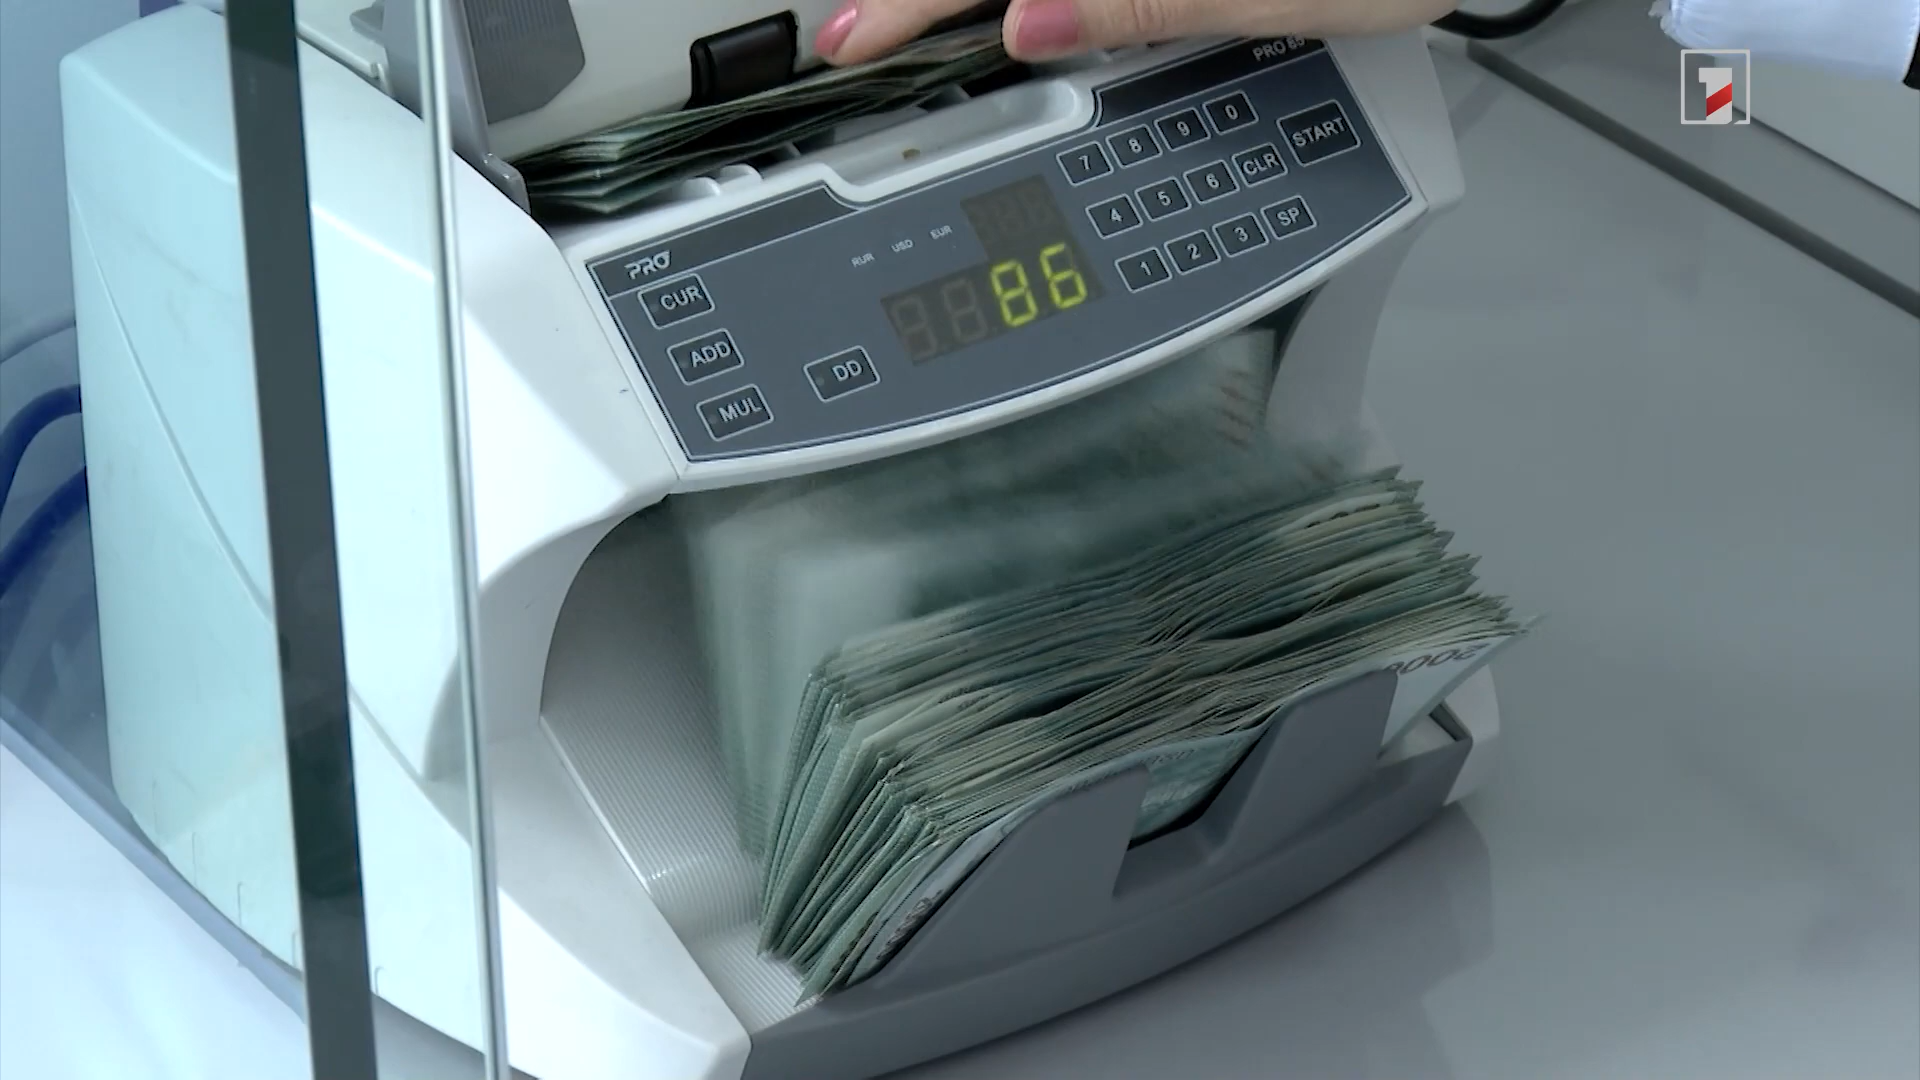 PRO 85
7 8 9 0 START
4 5 6 CLR
1 2 3 SP
PRO
RUR USD EUR
CUR
ADD
MUL
DD
86
1